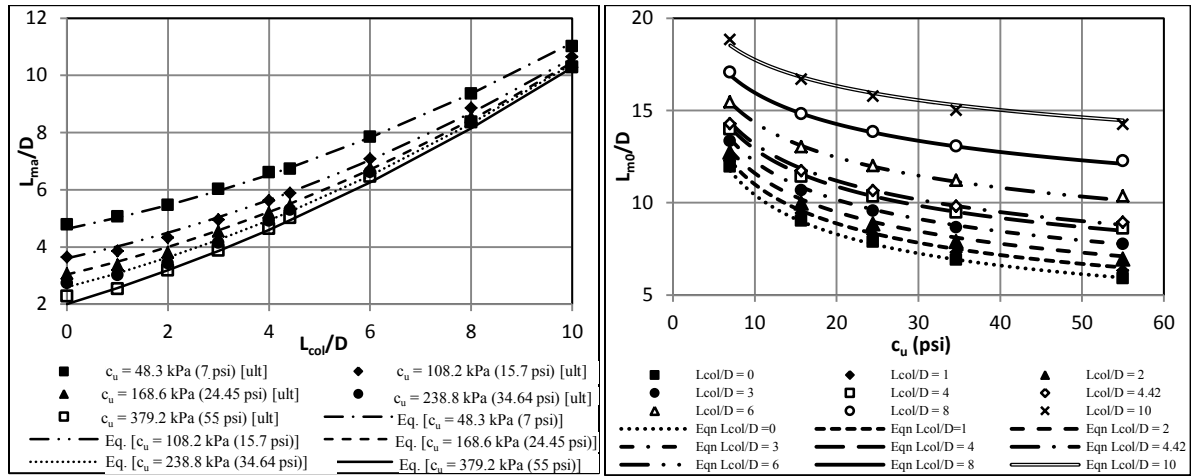 12
10
8
6
4
2
L_ma/D
0
2
4
6
8
10
L_col/D
c_u = 48.3 kPa (7 psi) [ult]
c_u = 108.2 kPa (15.7 psi) [ult]
c_u = 168.6 kPa (24.45 psi) [ult]
c_u = 238.8 kPa (34.64 psi) [ult]
c_u = 379.2 kPa (55 psi) [ult]
Eq. [c_u = 48.3 kPa (7 psi)]
Eq. [c_u = 108.2 kPa (15.7 psi)]
Eq. [c_u = 168.6 kPa (24.45 psi)]
Eq. [c_u = 238.8 kPa (34.64 psi)]
Eq. [c_u = 379.2 kPa (55 psi)]
20
15
10
5
L_m0/D
0
10
20
30
40
50
60
c_u (psi)
Lcol/D = 0
Lcol/D = 1
Lcol/D = 2
Lcol/D = 3
Lcol/D = 4
Lcol/D = 4.42
Lcol/D = 6
Lcol/D = 8
Lcol/D = 10
Eqn Lcol/D =0
Eqn Lcol/D=1
Eqn Lcol/D = 2
Eqn Lcol/D = 3
Eqn Lcol/D = 4
Eqn Lcol/D = 4.42
Eqn Lcol/D = 6
Eqn Lcol/D = 8
Eqn Lcol/D = 10